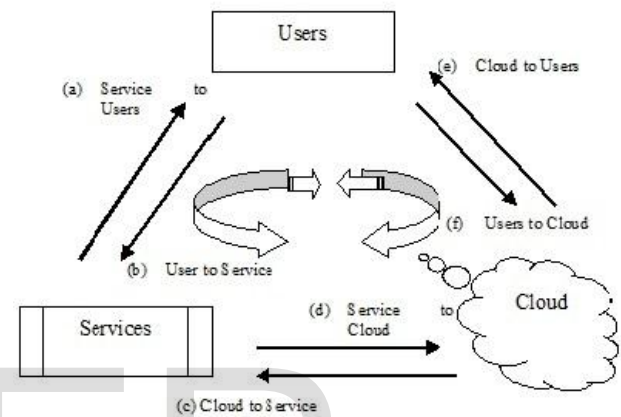 Users
(e) Cloud to Users
(a) Service to
Users
(f) Users to Cloud
(b) User to Service
Cloud
(d) Service to
Cloud
Services
(c) Cloud to Service